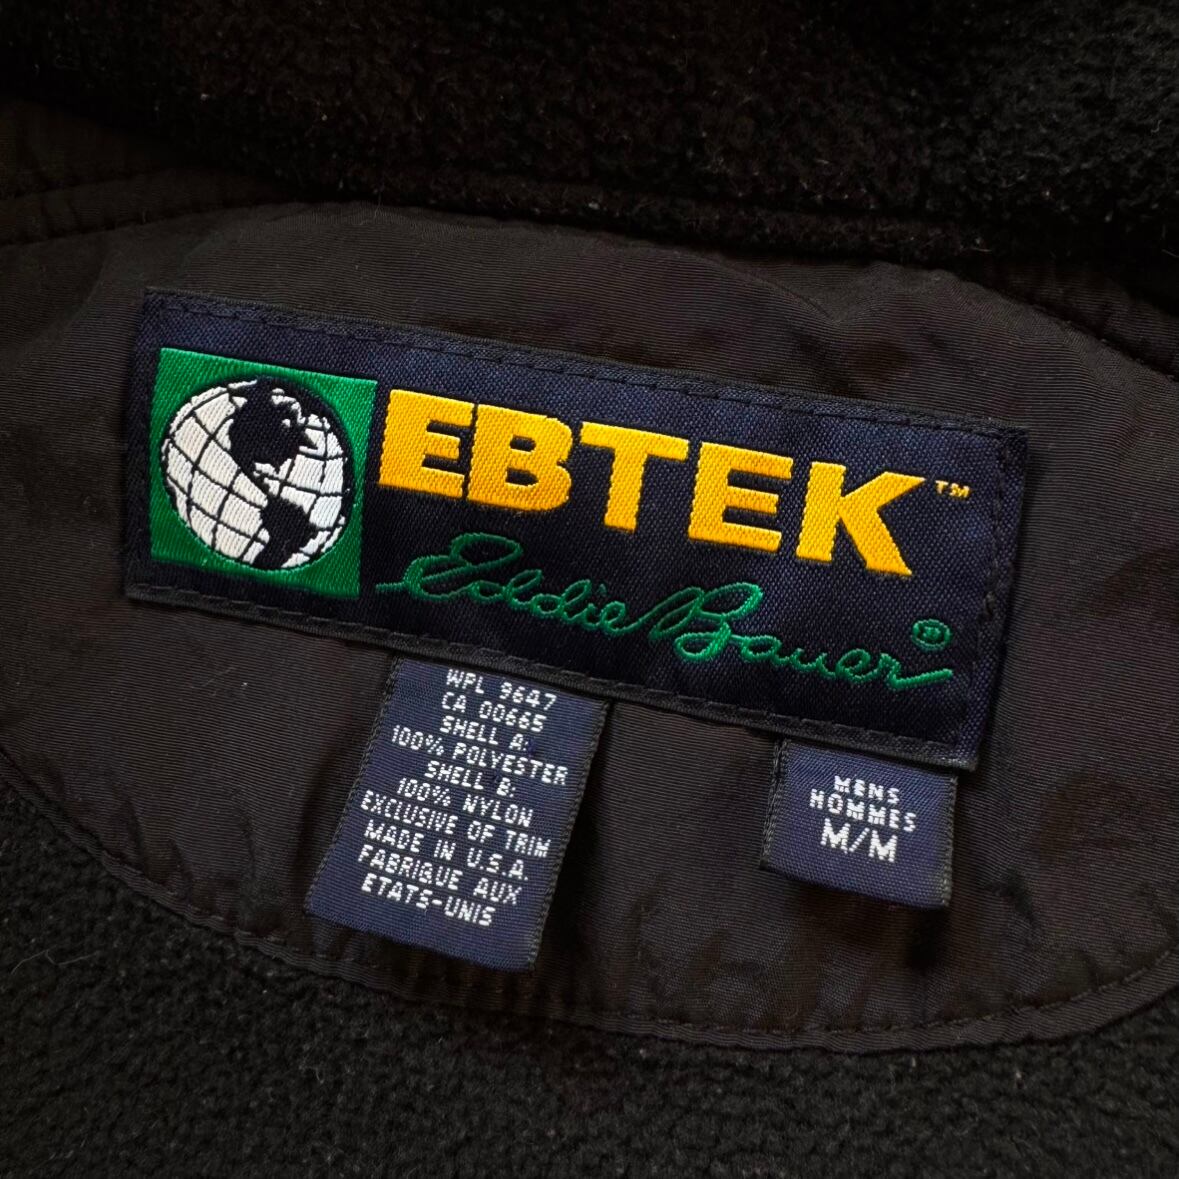 EBTEK™
Eddie Bauer®
WPL 9647
CA 00665
SHELL A:
100% POLYESTER
SHELL B:
100% NYLON
EXCLUSIVE OF TRIM
MADE IN U.S.A.
FABRIQUE AUX
ETATS-UNIS
MENS
HOMMES
M/M